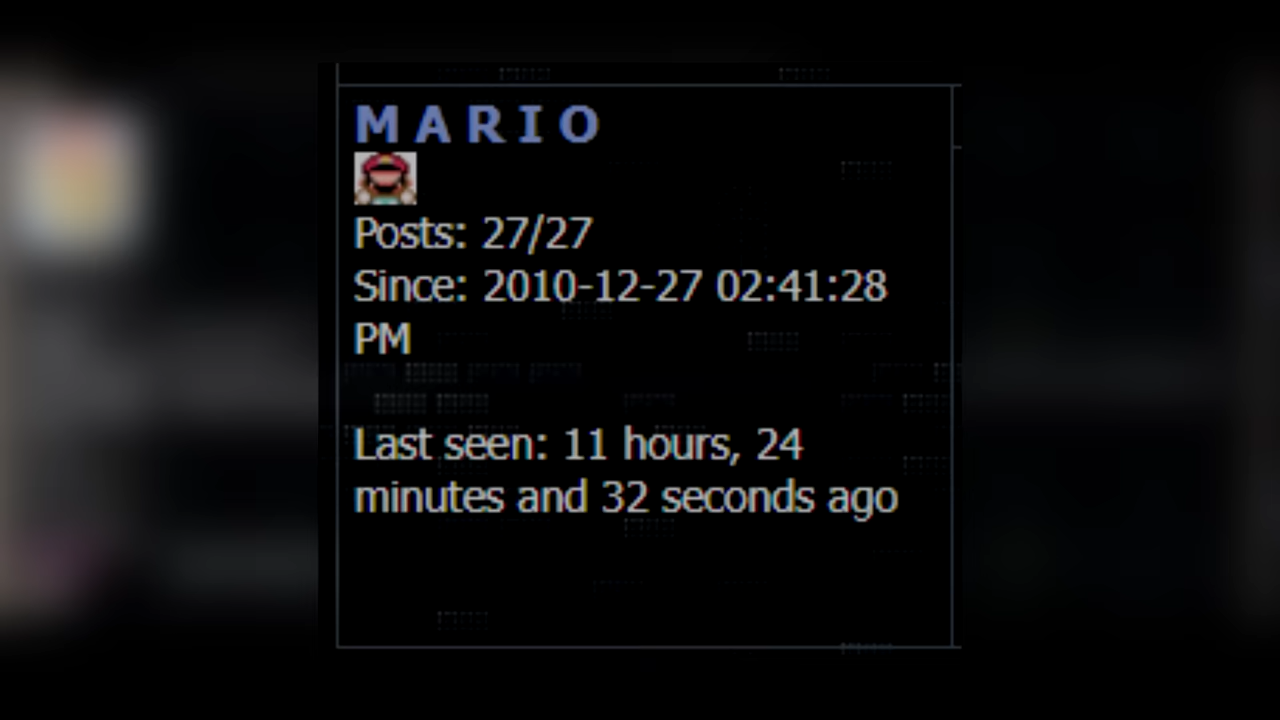 M A R I O
Posts: 27/27
Since: 2010-12-27 02:41:28
PM
Last seen: 11 hours, 24
minutes and 32 seconds ago